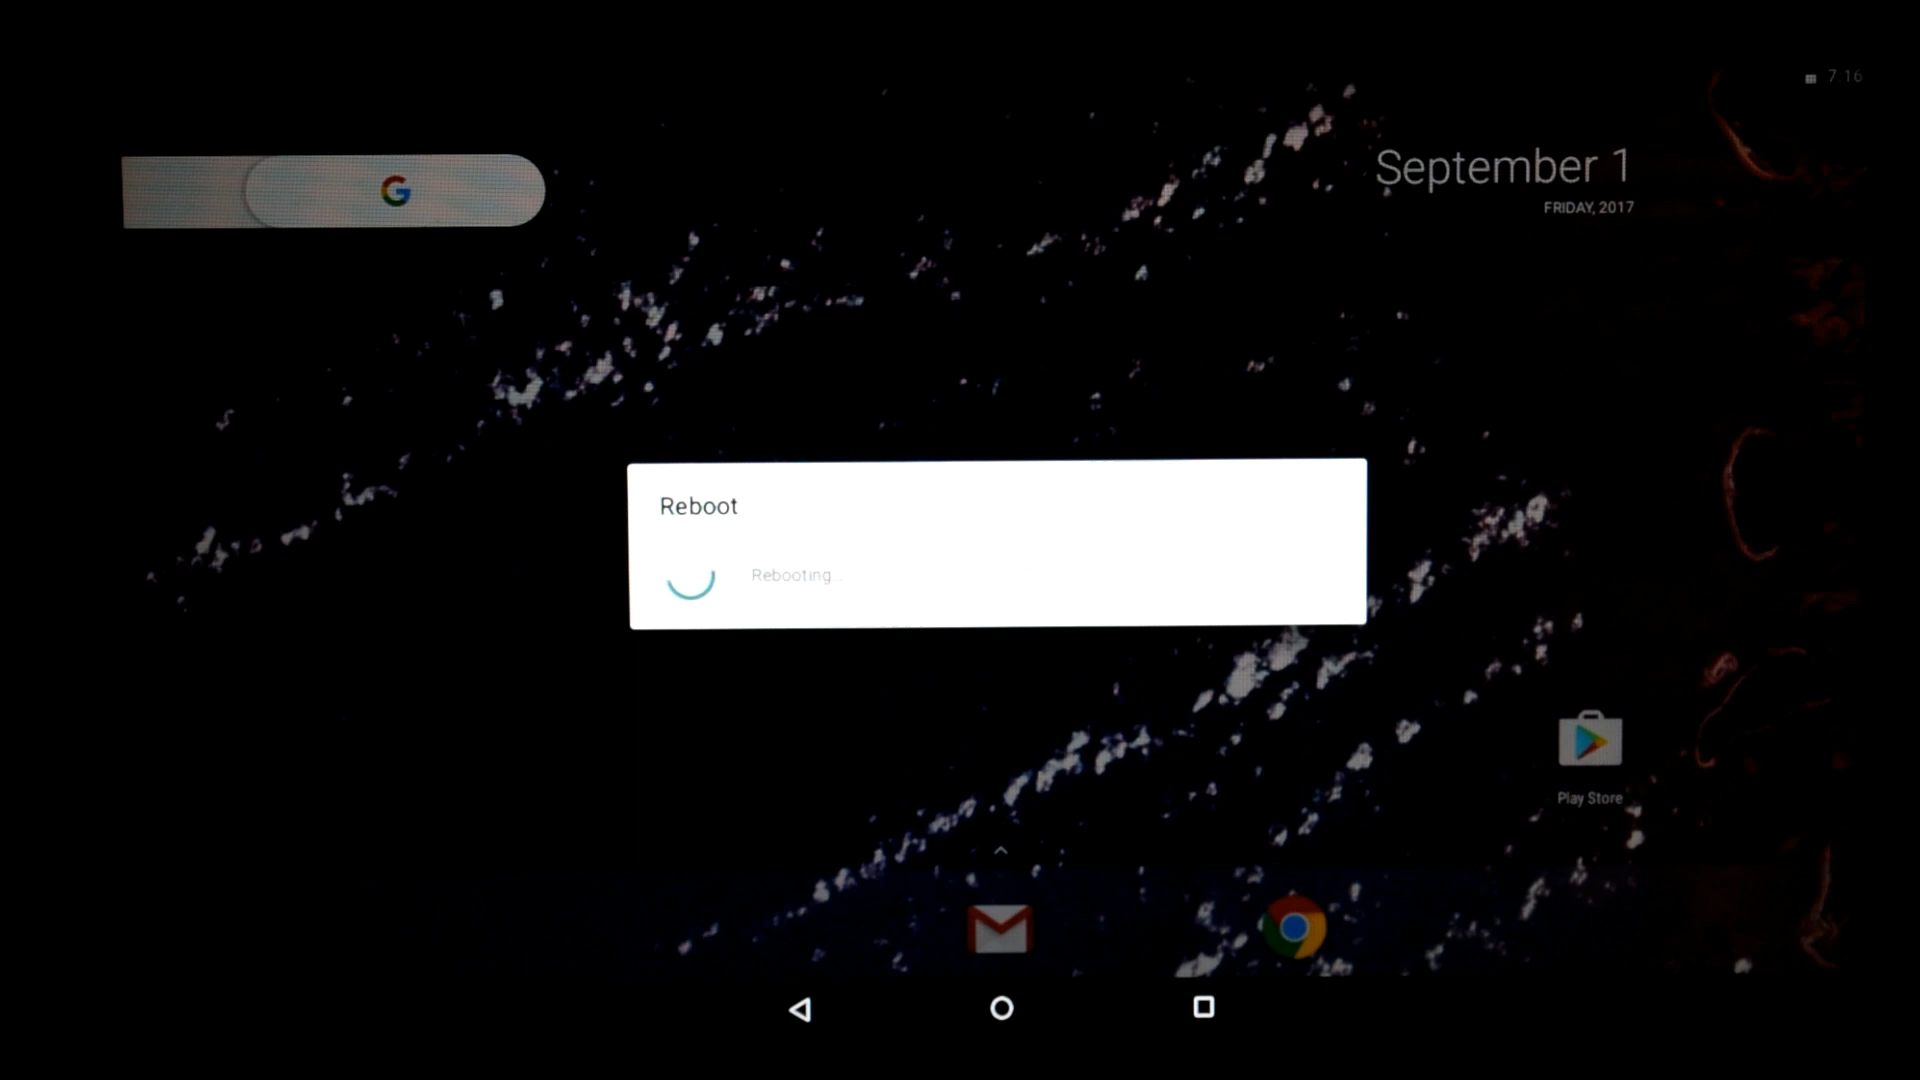 7:16
September 1
FRIDAY, 2017
Reboot
Rebooting...
Play Store